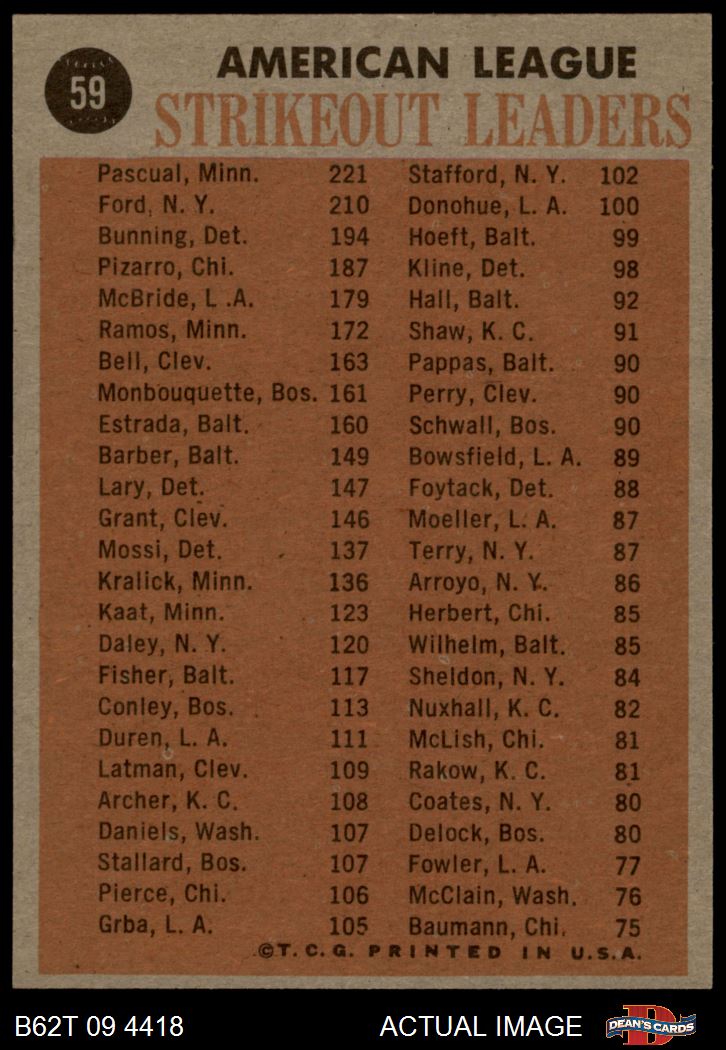 59
AMERICAN LEAGUE
STRIKEOUT LEADERS
Pascual, Minn. 221
Ford, N. Y. 210
Bunning, Det. 194
Pizarro, Chi. 187
McBride, L .A. 179
Ramos, Minn. 172
Bell, Clev. 163
Monbouquette, Bos. 161
Estrada, Balt. 160
Barber, Balt. 149
Lary, Det. 147
Grant, Clev. 146
Mossi, Det. 137
Kralick, Minn. 136
Kaat, Minn. 123
Daley, N. Y. 120
Fisher, Balt. 117
Conley, Bos. 113
Duren, L. A. 111
Latman, Clev. 109
Archer, K. C. 108
Daniels, Wash. 107
Stallard, Bos. 107
Pierce, Chi. 106
Grba, L. A. 105
Stafford, N. Y. 102
Donohue, L. A. 100
Hoeft, Balt. 99
Kline, Det. 98
Hall, Balt. 92
Shaw, K. C. 91
Pappas, Balt. 90
Perry, Clev. 90
Schwall, Bos. 90
Bowsfield, L. A. 89
Foytack, Det. 88
Moeller, L. A. 87
Terry, N. Y. 87
Arroyo, N. Y. 86
Herbert, Chi. 85
Wilhelm, Balt. 85
Sheldon, N. Y. 84
Nuxhall, K. C. 82
McLish, Chi. 81
Rakow, K. C. 81
Coates, N. Y. 80
Delock, Bos. 80
Fowler, L. A. 77
McClain, Wash. 76
Baumann, Chi. 75
©T. C. G. PRINTED IN U.S.A.
B62T 09 4418 ACTUAL IMAGE
DEAN'S CARDS